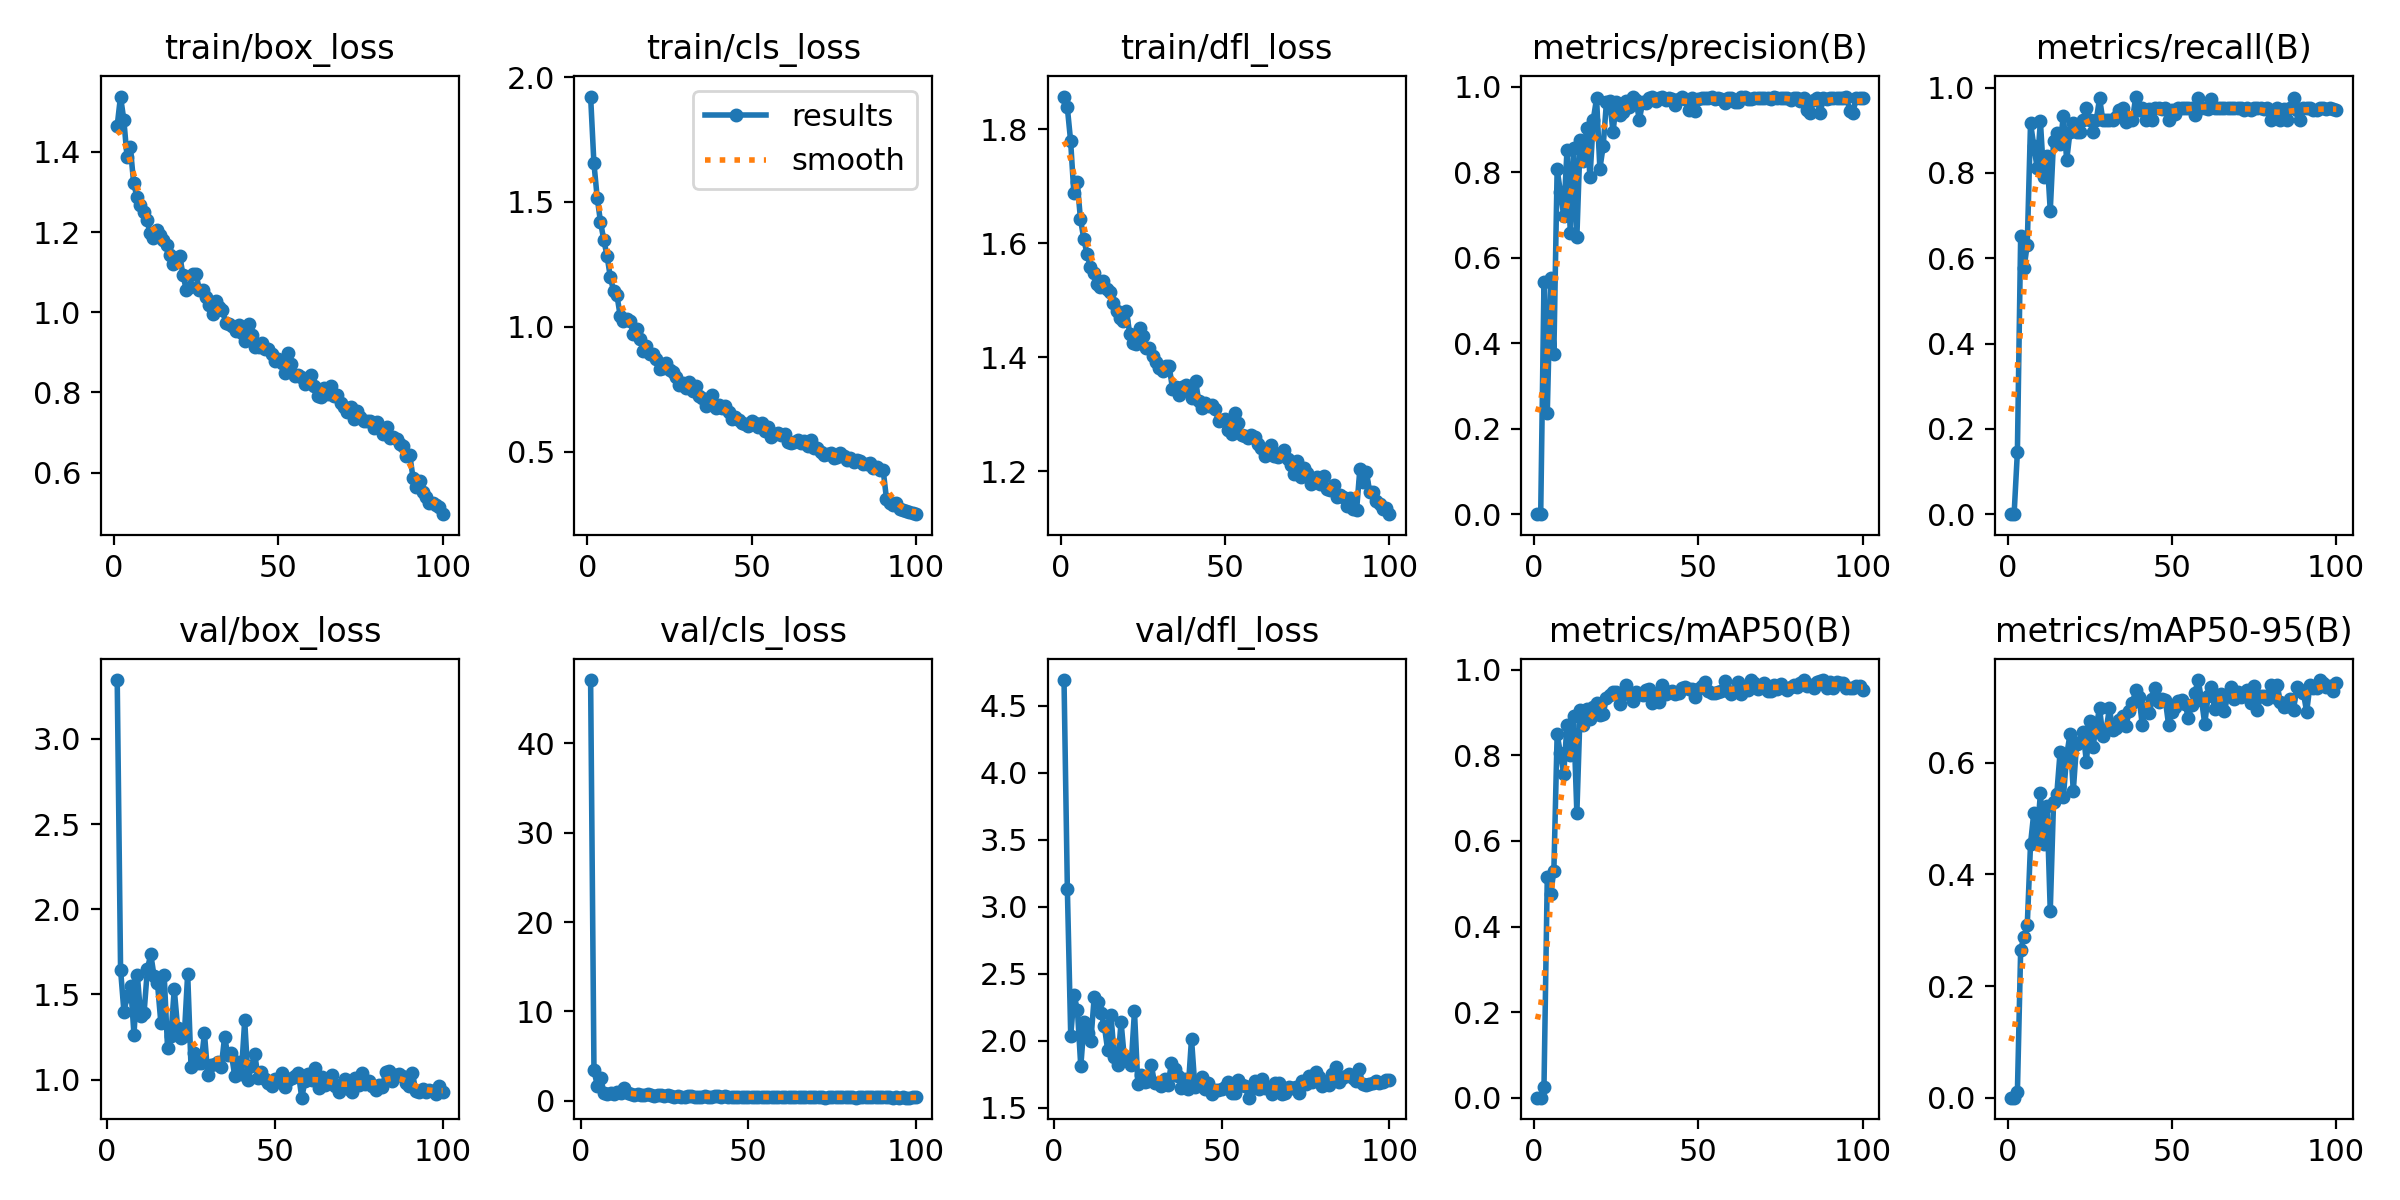 train/box_loss
1.4
1.2
1.0
0.8
0.6
0 50 100
train/cls_loss
2.0
1.5
1.0
0.5
results
smooth
0 50 100
train/dfl_loss
1.8
1.6
1.4
1.2
0 50 100
metrics/precision(B)
1.0
0.8
0.6
0.4
0.2
0.0
0 50 100
metrics/recall(B)
1.0
0.8
0.6
0.4
0.2
0.0
0 50 100
val/box_loss
3.0
2.5
2.0
1.5
1.0
0 50 100
val/cls_loss
40
30
20
10
0
0 50 100
val/dfl_loss
4.5
4.0
3.5
3.0
2.5
2.0
1.5
0 50 100
metrics/mAP50(B)
1.0
0.8
0.6
0.4
0.2
0.0
0 50 100
metrics/mAP50-95(B)
0.6
0.4
0.2
0.0
0 50 100